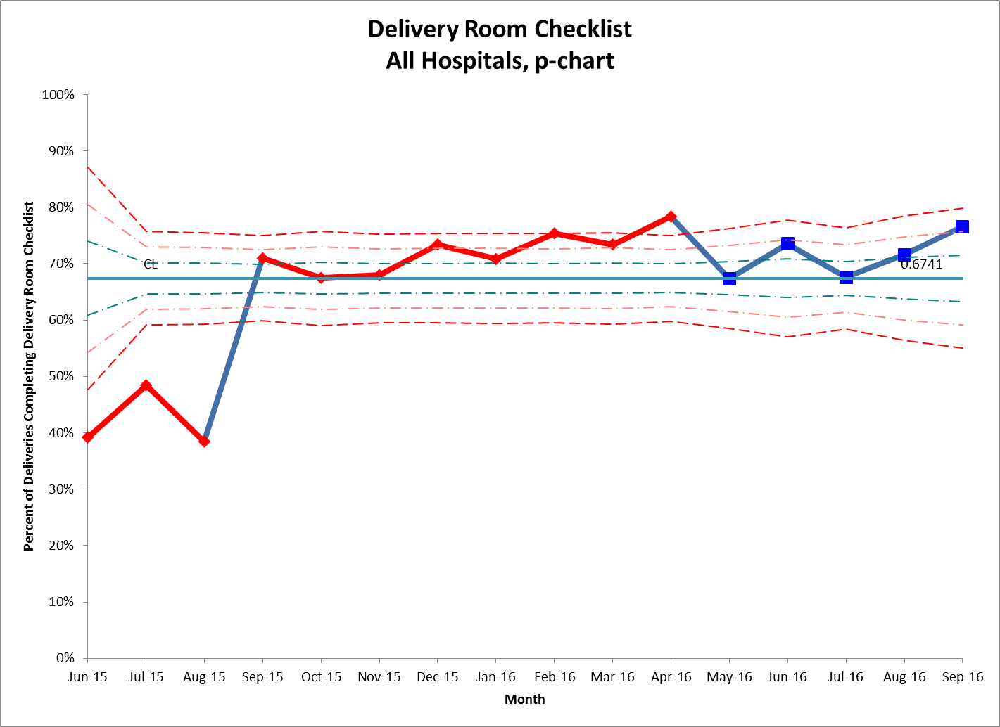 Delivery Room Checklist
All Hospitals, p-chart
Percent of Deliveries Completing Delivery Room Checklist
100%
90%
80%
70%
60%
50%
40%
30%
20%
10%
0%
CL
0.6741
Jun-15 Jul-15 Aug-15 Sep-15 Oct-15 Nov-15 Dec-15 Jan-16 Feb-16 Mar-16 Apr-16 May-16 Jun-16 Jul-16 Aug-16 Sep-16
Month